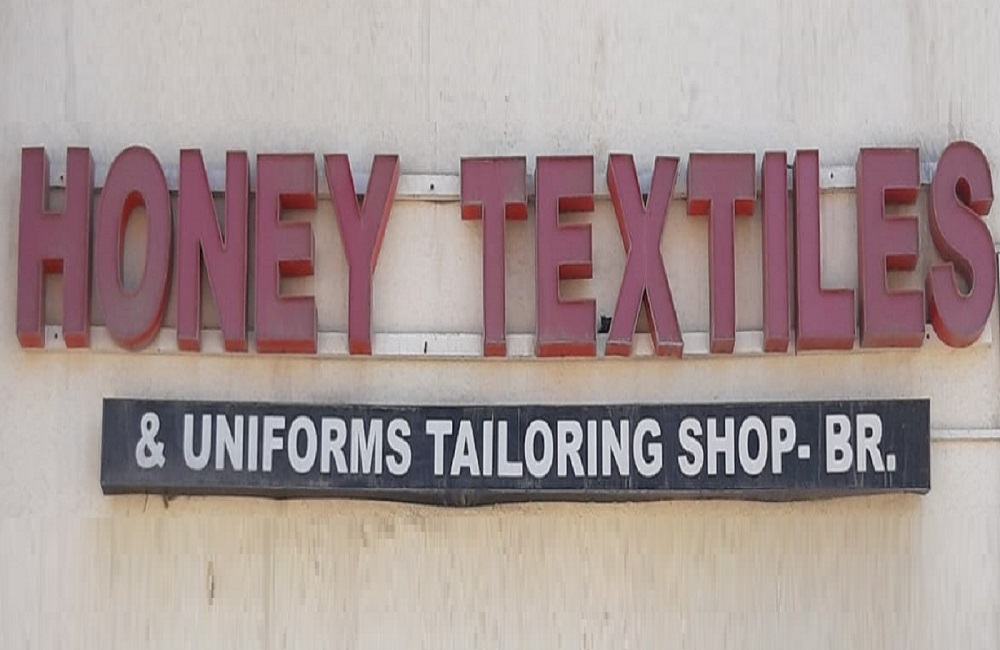 HONEY TEXTILES
& UNIFORMS TAILORING SHOP- BR.